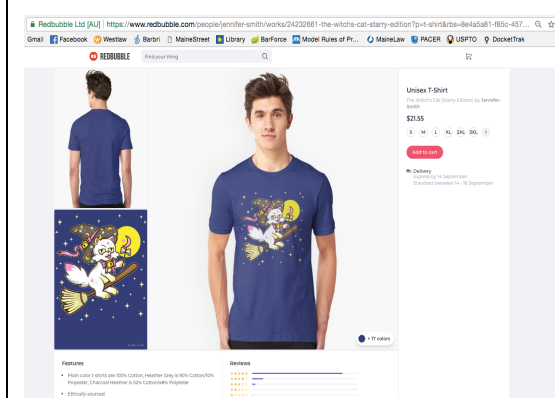 Redbubble Ltd [AU] | https://www.redbubble.com/people/jennifer-smith/works/24232661-the-witchs-cat-starry-edition?p=t-shirt&rbs=8e4a5a81-f85c-457...
Gmail Facebook Westlaw Barbri MaineStreet Library BarForce Model Rules of Pr... MaineLaw PACER USPTO DocketTrak
REDBUBBLE Find your thing
Unisex T-Shirt
The Witch's Cat (Starry Edition) by Jennifer-
Smith
$21.55
S M L XL 2XL 3XL
Add to cart
Delivery
Express by 14 September
Standard between 14 - 18 September
+ 17 colors
Features
Reviews
• Plain color t-shirts are 100% Cotton, Heather Grey is 90% Cotton/10%
Polyester, Charcoal Heather is 52% Cotton/48% Polyester
• Ethically sourced